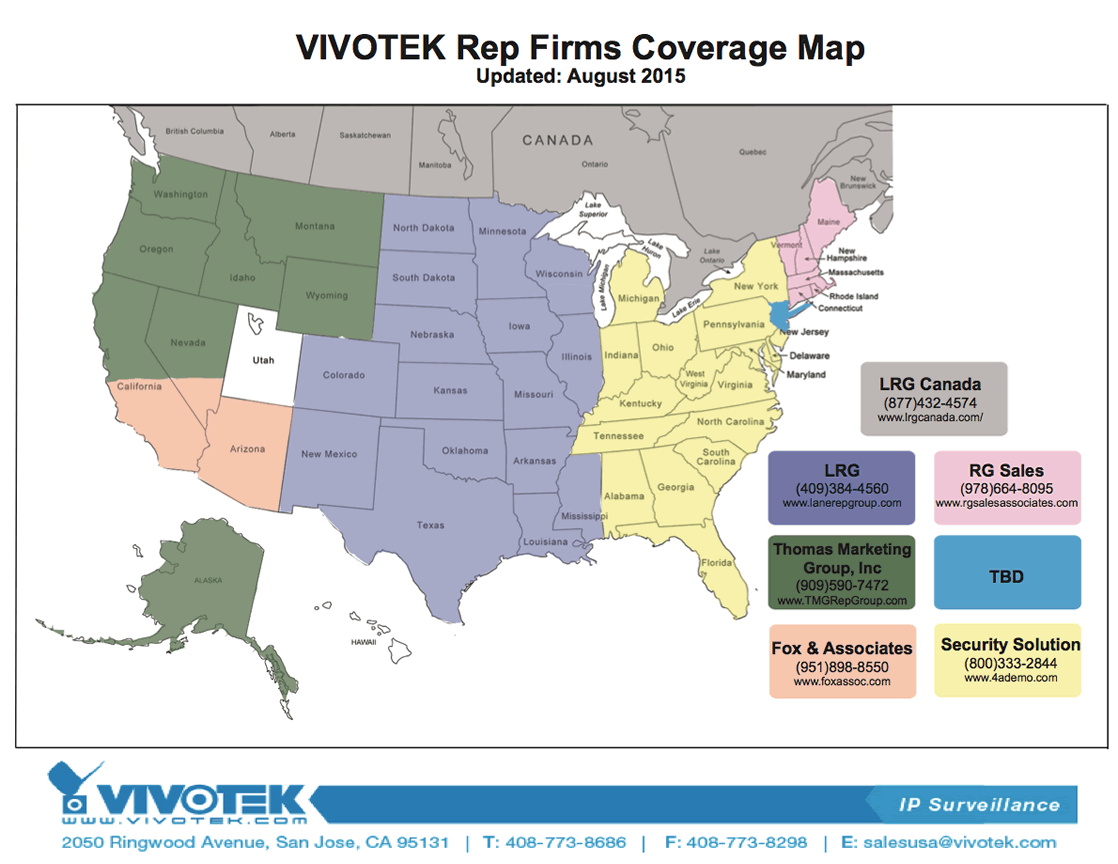 VIVOTEK Rep Firms Coverage Map
Updated: August 2015
British Columbia
Alberta
Saskatchewan
Manitoba
CANADA
Ontario
Quebec
New
Brunswick
Washington
Oregon
Idaho
Montana
Wyoming
Nevada
Utah
California
Arizona
North Dakota
South Dakota
Nebraska
Kansas
Colorado
New Mexico
Oklahoma
Texas
Minnesota
Iowa
Missouri
Arkansas
Louisiana
Wisconsin
Illinois
Mississippi
Lake
Superior
Lake Michigan
Lake
Huron
Lake
Ontario
Lake Erie
Michigan
Indiana
Ohio
Kentucky
Tennessee
West
Virginia
Virginia
North Carolina
South
Carolina
Alabama
Georgia
Florida
Pennsylvania
New York
Vermont
Maine
New
Hampshire
Massachusetts
Rhode Island
Connecticut
New Jersey
Delaware
Maryland
ALASKA
HAWAII
LRG Canada
(877)432-4574
www.lrgcanada.com/
LRG
(409)384-4560
www.lanerepgroup.com
RG Sales
(978)664-8095
www.rgsalesassociates.com
Thomas Marketing
Group, Inc
(909)590-7472
www.TMGRepGroup.com
TBD
Fox & Associates
(951)898-8550
www.foxassoc.com
Security Solution
(800)333-2844
www.4ademo.com
VIVOTEK
www.vivotek.com
IP Surveillance
2050 Ringwood Avenue, San Jose, CA 95131 | T: 408-773-8686 | F: 408-773-8298 | E: salesusa@vivotek.com